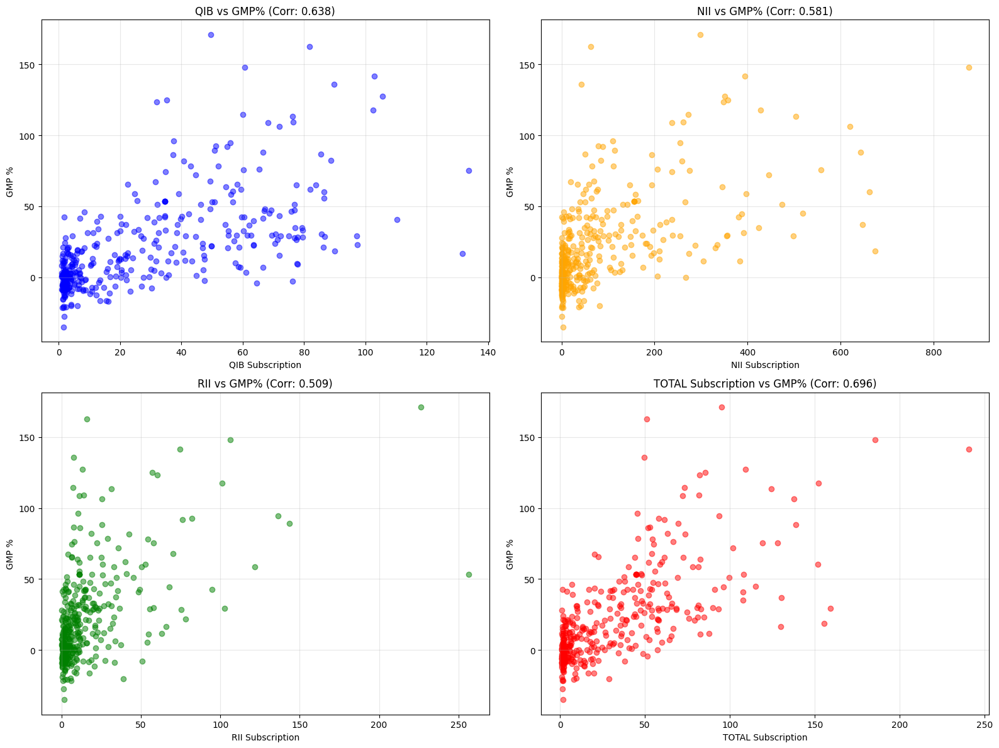 QIB vs GMP% (Corr: 0.638)
GMP %
150
100
50
0
0 20 40 60 80 100 120 140
QIB Subscription
NII vs GMP% (Corr: 0.581)
GMP %
150
100
50
0
0 200 400 600 800
NII Subscription
RII vs GMP% (Corr: 0.509)
GMP %
150
100
50
0
0 50 100 150 200 250
RII Subscription
TOTAL Subscription vs GMP% (Corr: 0.696)
GMP %
150
100
50
0
0 50 100 150 200 250
TOTAL Subscription